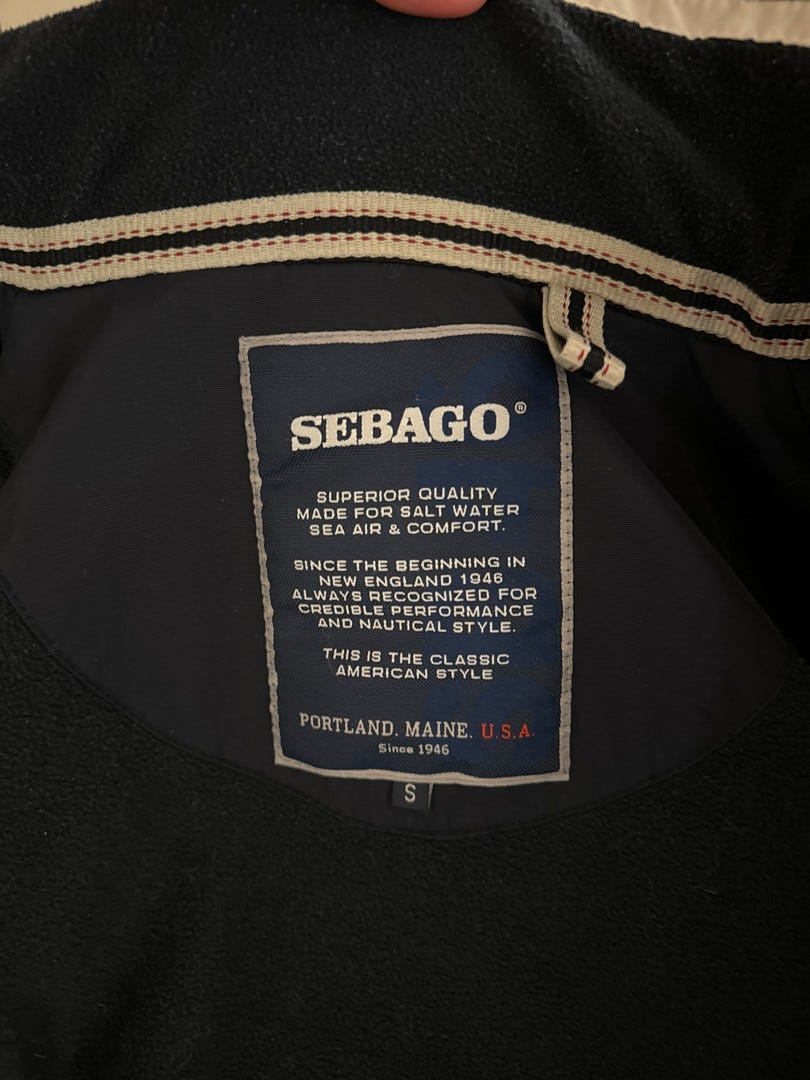 SEBAGO®
SUPERIOR QUALITY
MADE FOR SALT WATER
SEA AIR & COMFORT.
SINCE THE BEGINNING IN
NEW ENGLAND 1946
ALWAYS RECOGNIZED FOR
CREDIBLE PERFORMANCE
AND NAUTICAL STYLE.
THIS IS THE CLASSIC
AMERICAN STYLE
PORTLAND. MAINE. U.S.A.
Since 1946
S